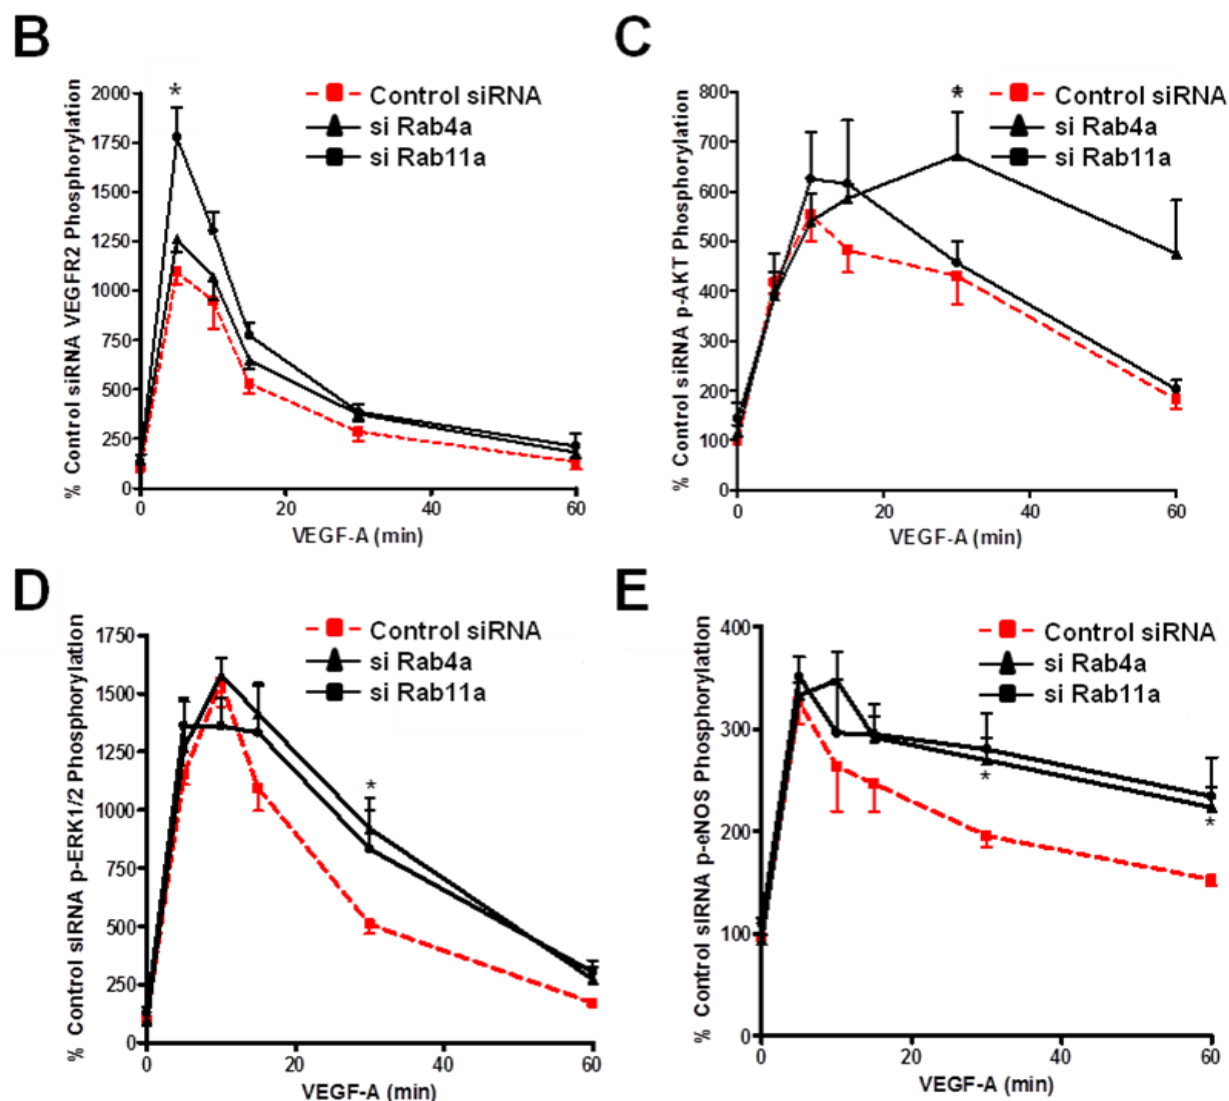 B
% Control siRNA VEGFR2 Phosphorylation
*
Control siRNA
si Rab4a
si Rab11a
2000
1750
1500
1250
1000
750
500
250
0
0 20 40 60
VEGF-A (min)
C
% Control siRNA p-AKT Phosphorylation
*
Control siRNA
si Rab4a
si Rab11a
800
700
600
500
400
300
200
100
0
0 20 40 60
VEGF-A (min)
D
% Control siRNA p-ERK1/2 Phosphorylation
Control siRNA
si Rab4a
si Rab11a
*
1750
1500
1250
1000
750
500
250
0
0 20 40 60
VEGF-A (min)
E
% Control siRNA p-eNOS Phosphorylation
Control siRNA
si Rab4a
si Rab11a
*
*
400
300
200
100
0
0 20 40 60
VEGF-A (min)